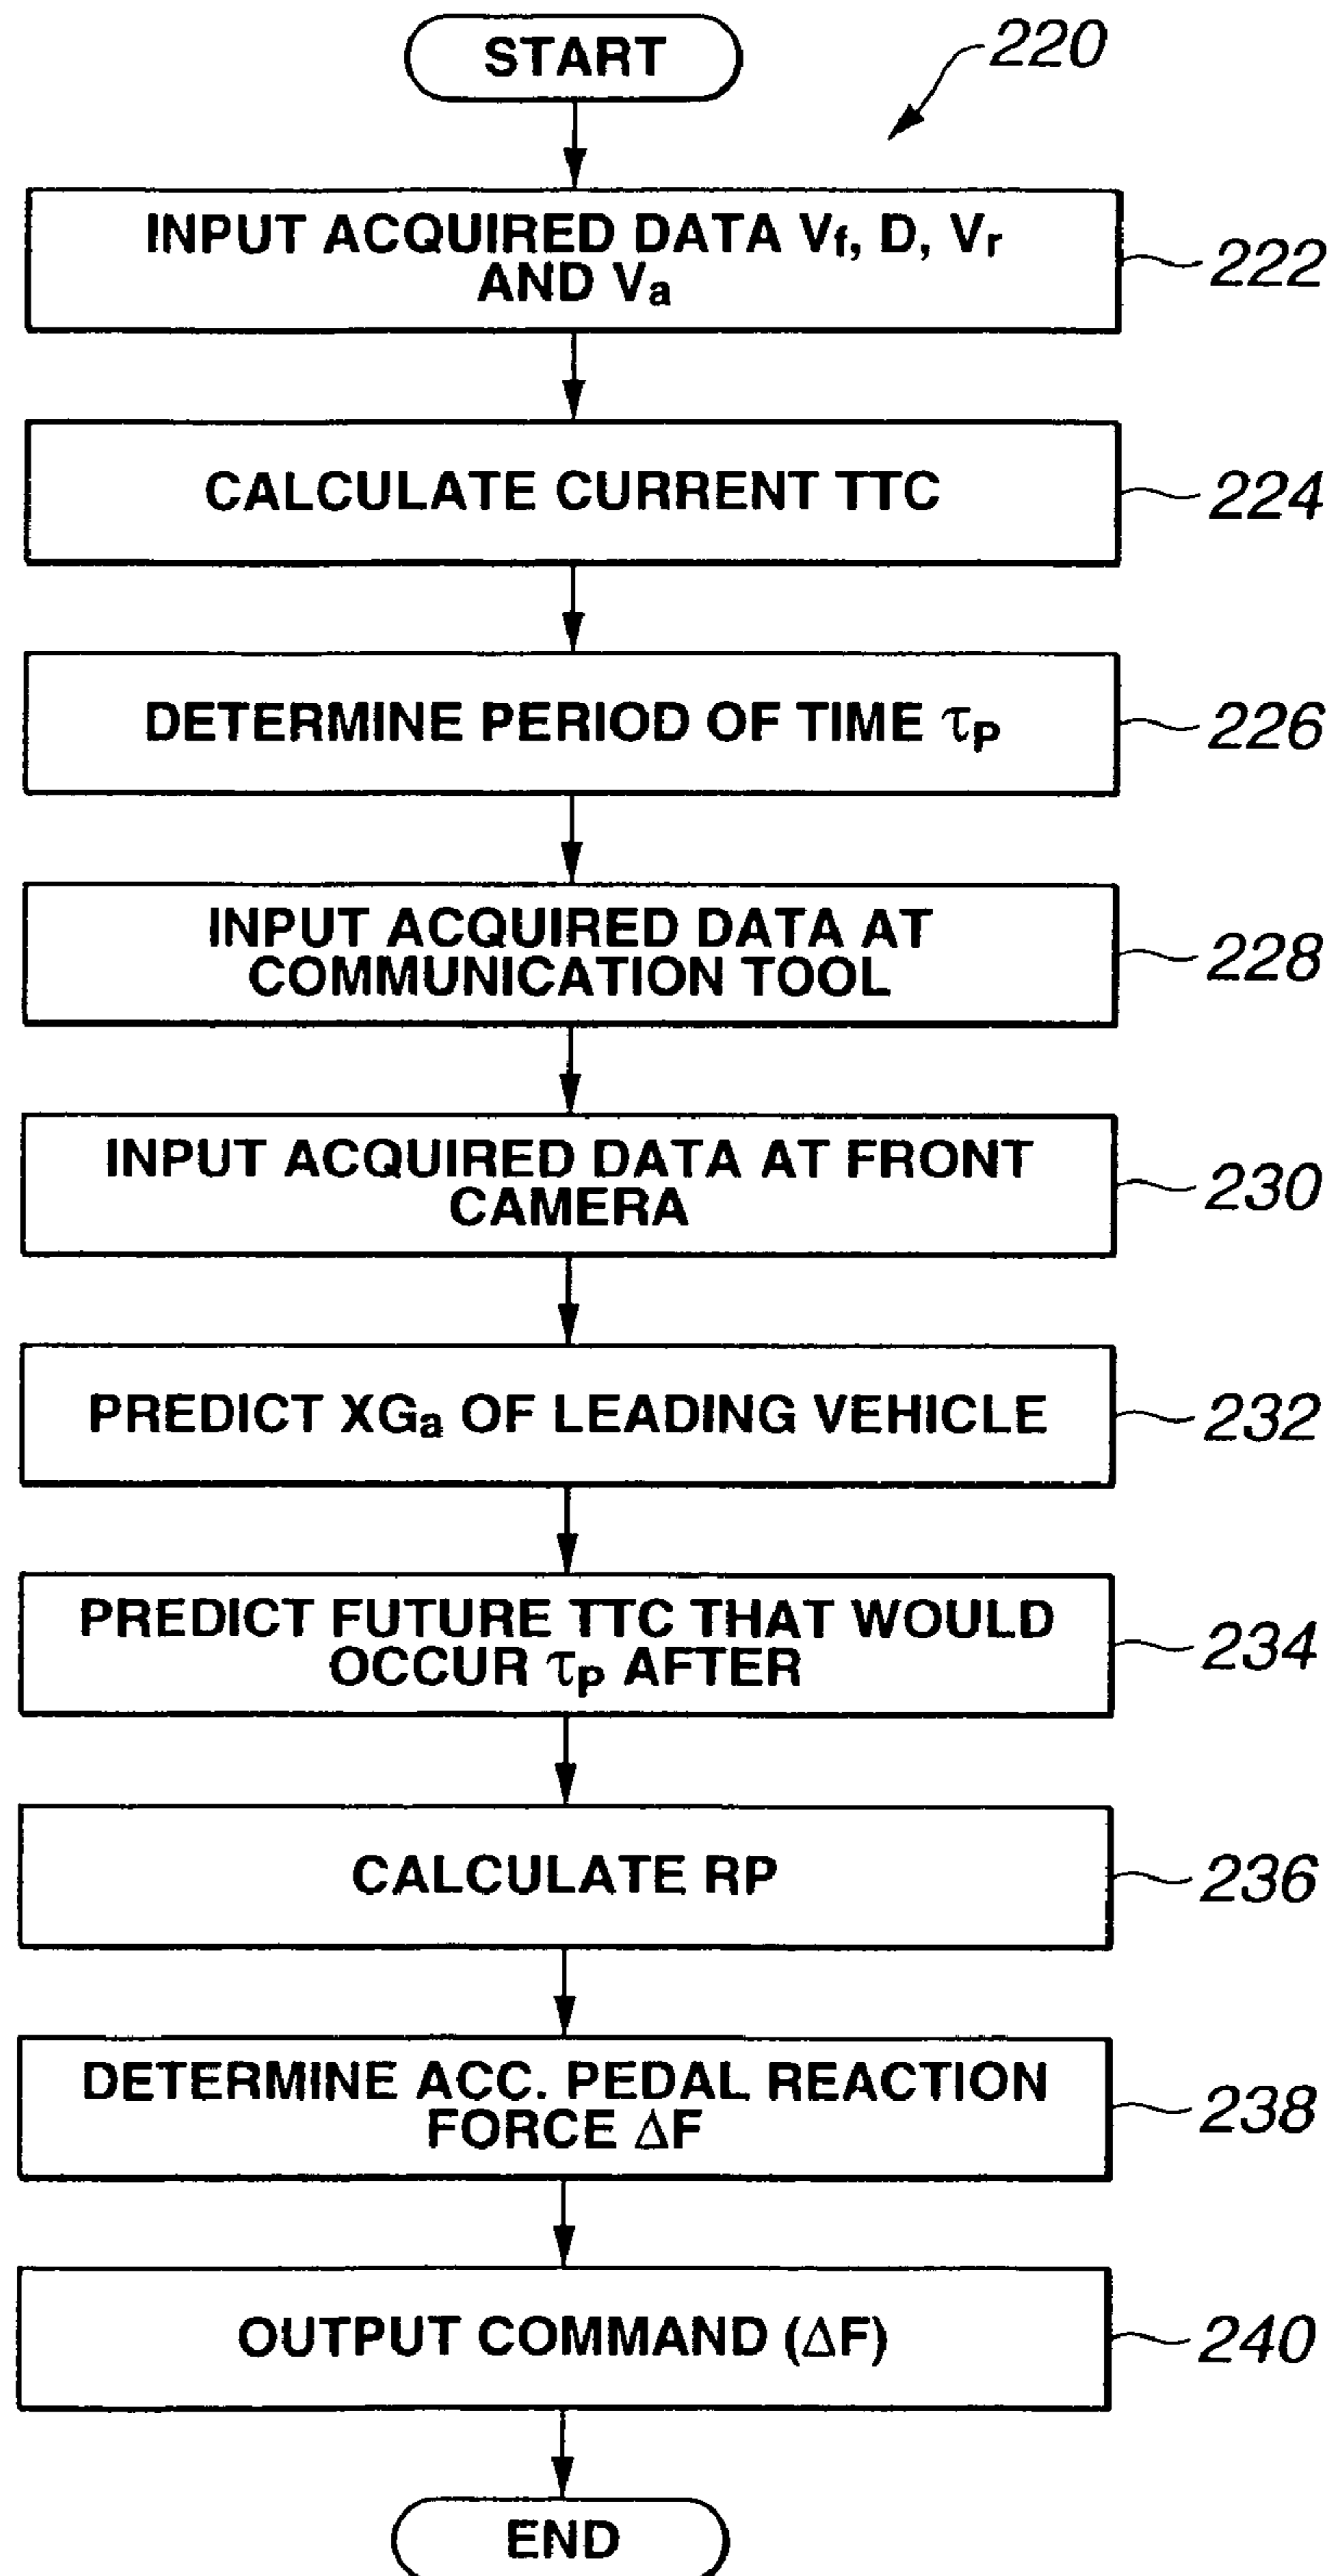 START
220
INPUT ACQUIRED DATA Vf, D, Vr
AND Va
222
CALCULATE CURRENT TTC
224
DETERMINE PERIOD OF TIME τP
226
INPUT ACQUIRED DATA AT
COMMUNICATION TOOL
228
INPUT ACQUIRED DATA AT FRONT
CAMERA
230
PREDICT XGa OF LEADING VEHICLE
232
PREDICT FUTURE TTC THAT WOULD
OCCUR τP AFTER
234
CALCULATE RP
236
DETERMINE ACC. PEDAL REACTION
FORCE ΔF
238
OUTPUT COMMAND (ΔF)
240
END